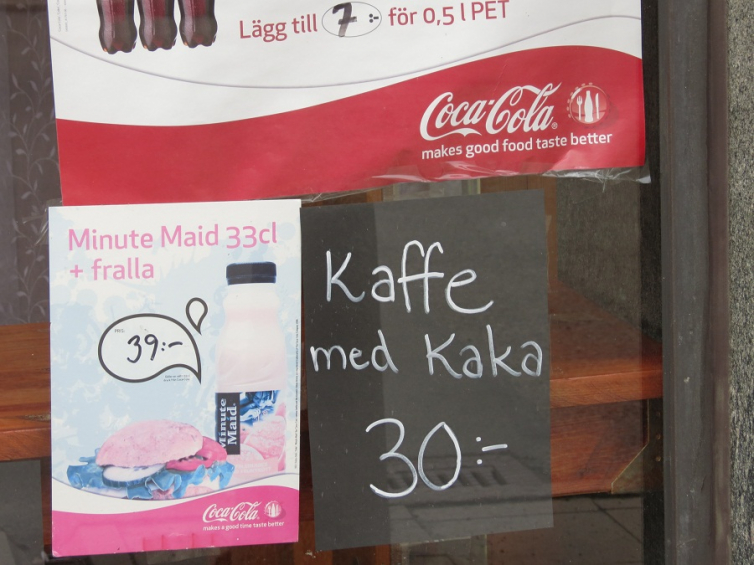 Lägg till 7:- för 0,5 l PET
Coca-Cola
makes good food taste better
Minute Maid 33cl
+ fralla
39:-
Minute
Maid
Coca-Cola
makes a good time taste better
Kaffe
med Kaka
30:-